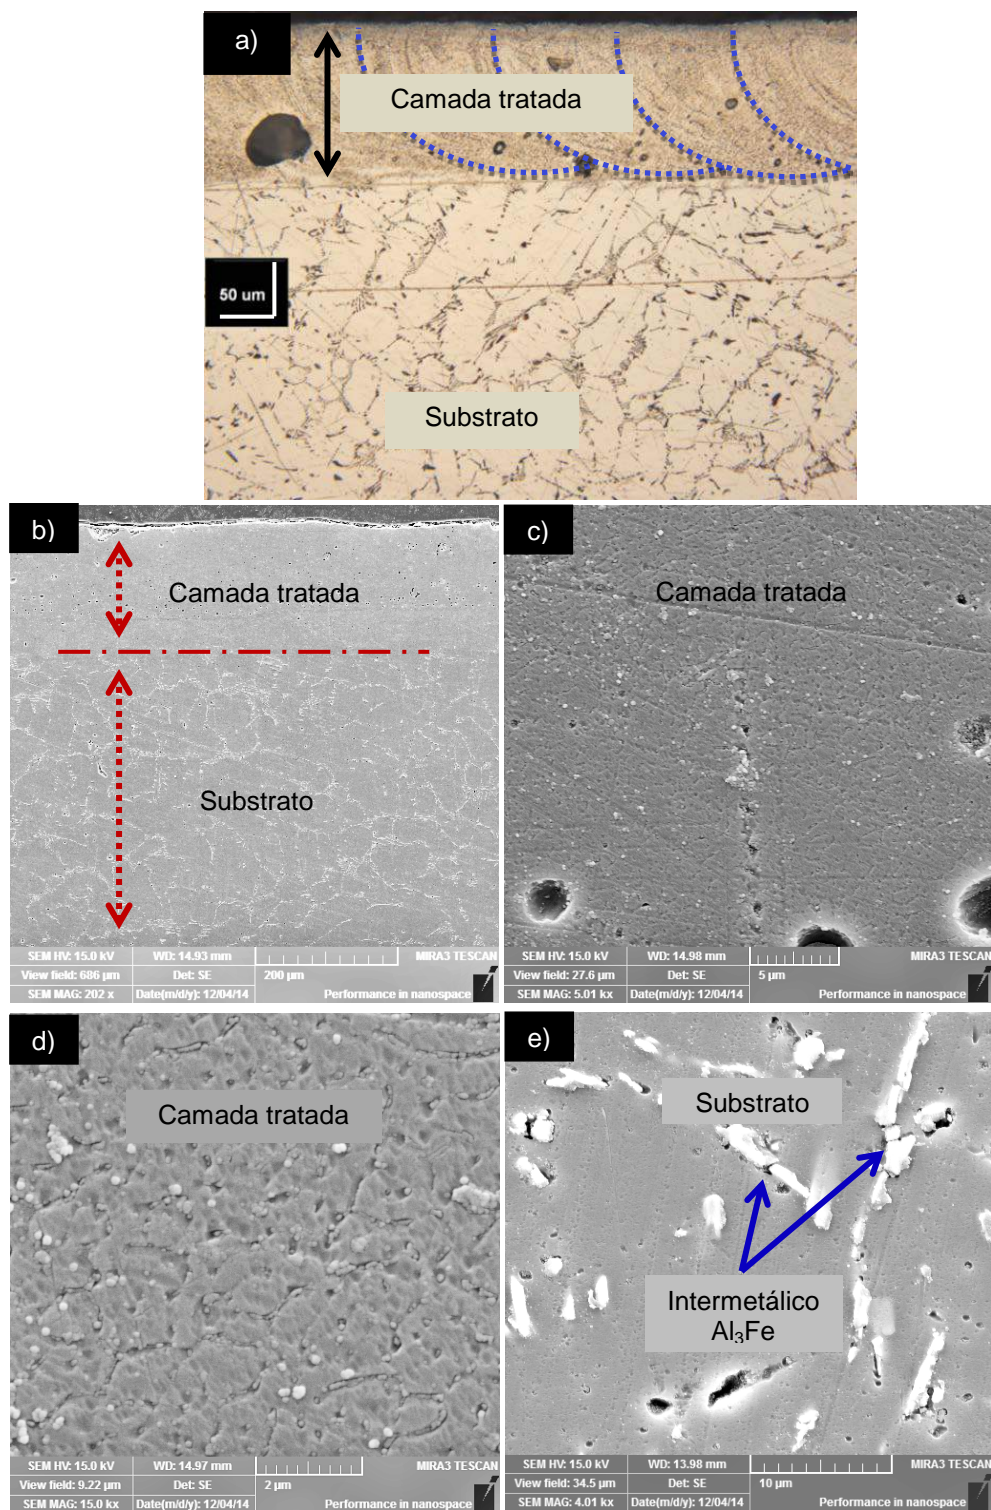 a)
Camada tratada
50 um
Substrato
b)
Camada tratada
Substrato
SEM HV: 15.0 kV WD: 14.93 mm MIRA3 TESCAN
View field: 686 µm Det: SE 200 µm
SEM MAG: 202 x Date(m/d/y): 12/04/14 Performance in nanospace
c)
Camada tratada
SEM HV: 15.0 kV WD: 14.98 mm MIRA3 TESCAN
View field: 27.6 µm Det: SE 5 µm
SEM MAG: 5.01 kx Date(m/d/y): 12/04/14 Performance in nanospace
d)
Camada tratada
SEM HV: 15.0 kV WD: 14.97 mm MIRA3 TESCAN
View field: 9.22 µm Det: SE 2 µm
SEM MAG: 15.0 kx Date(m/d/y): 12/04/14 Performance in nanospace
e)
Substrato
Intermetálico
Al₃Fe
SEM HV: 15.0 kV WD: 13.98 mm MIRA3 TESCAN
View field: 34.5 µm Det: SE 10 µm
SEM MAG: 4.01 kx Date(m/d/y): 12/04/14 Performance in nanospace